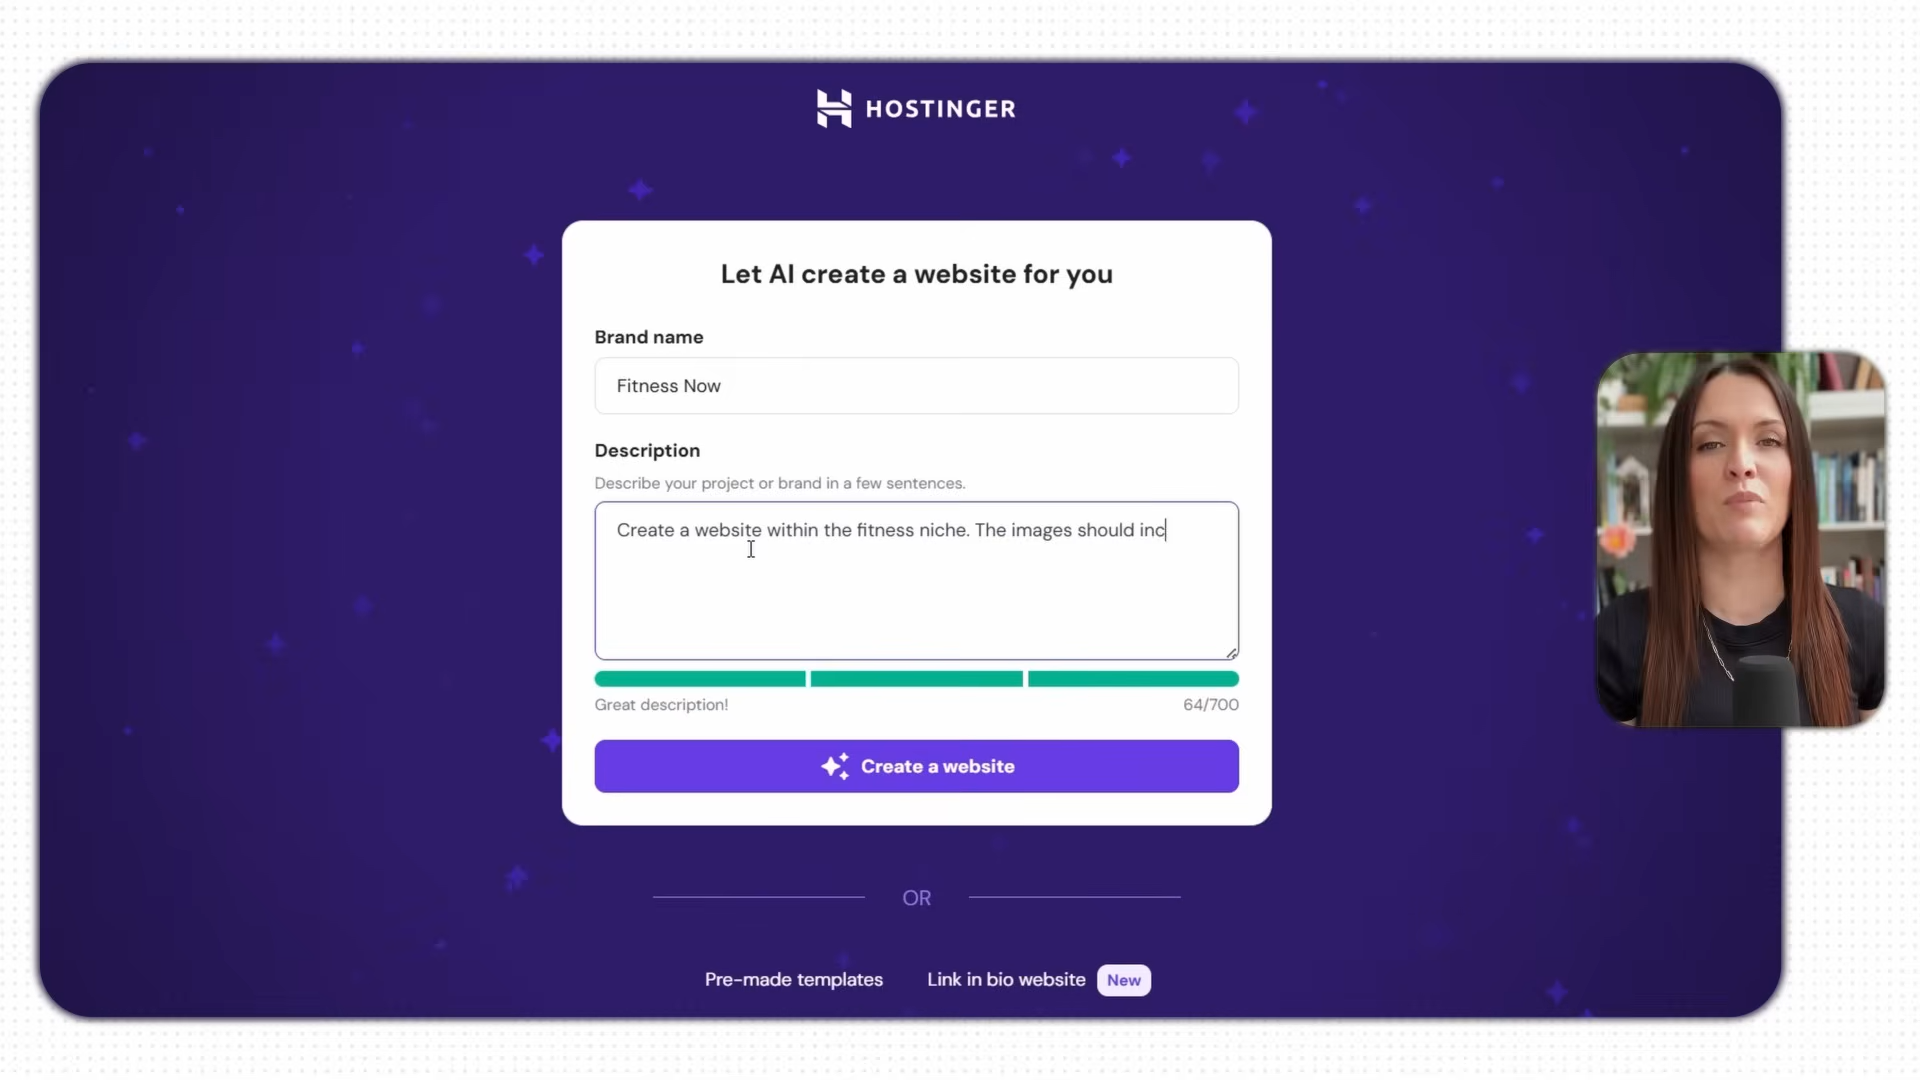 HOSTINGER
Let AI create a website for you
Brand name
Fitness Now
Description
Describe your project or brand in a few sentences.
Create a website within the fitness niche. The images should inc
Great description!
64/700
Create a website
OR
Pre-made templates
Link in bio website
New